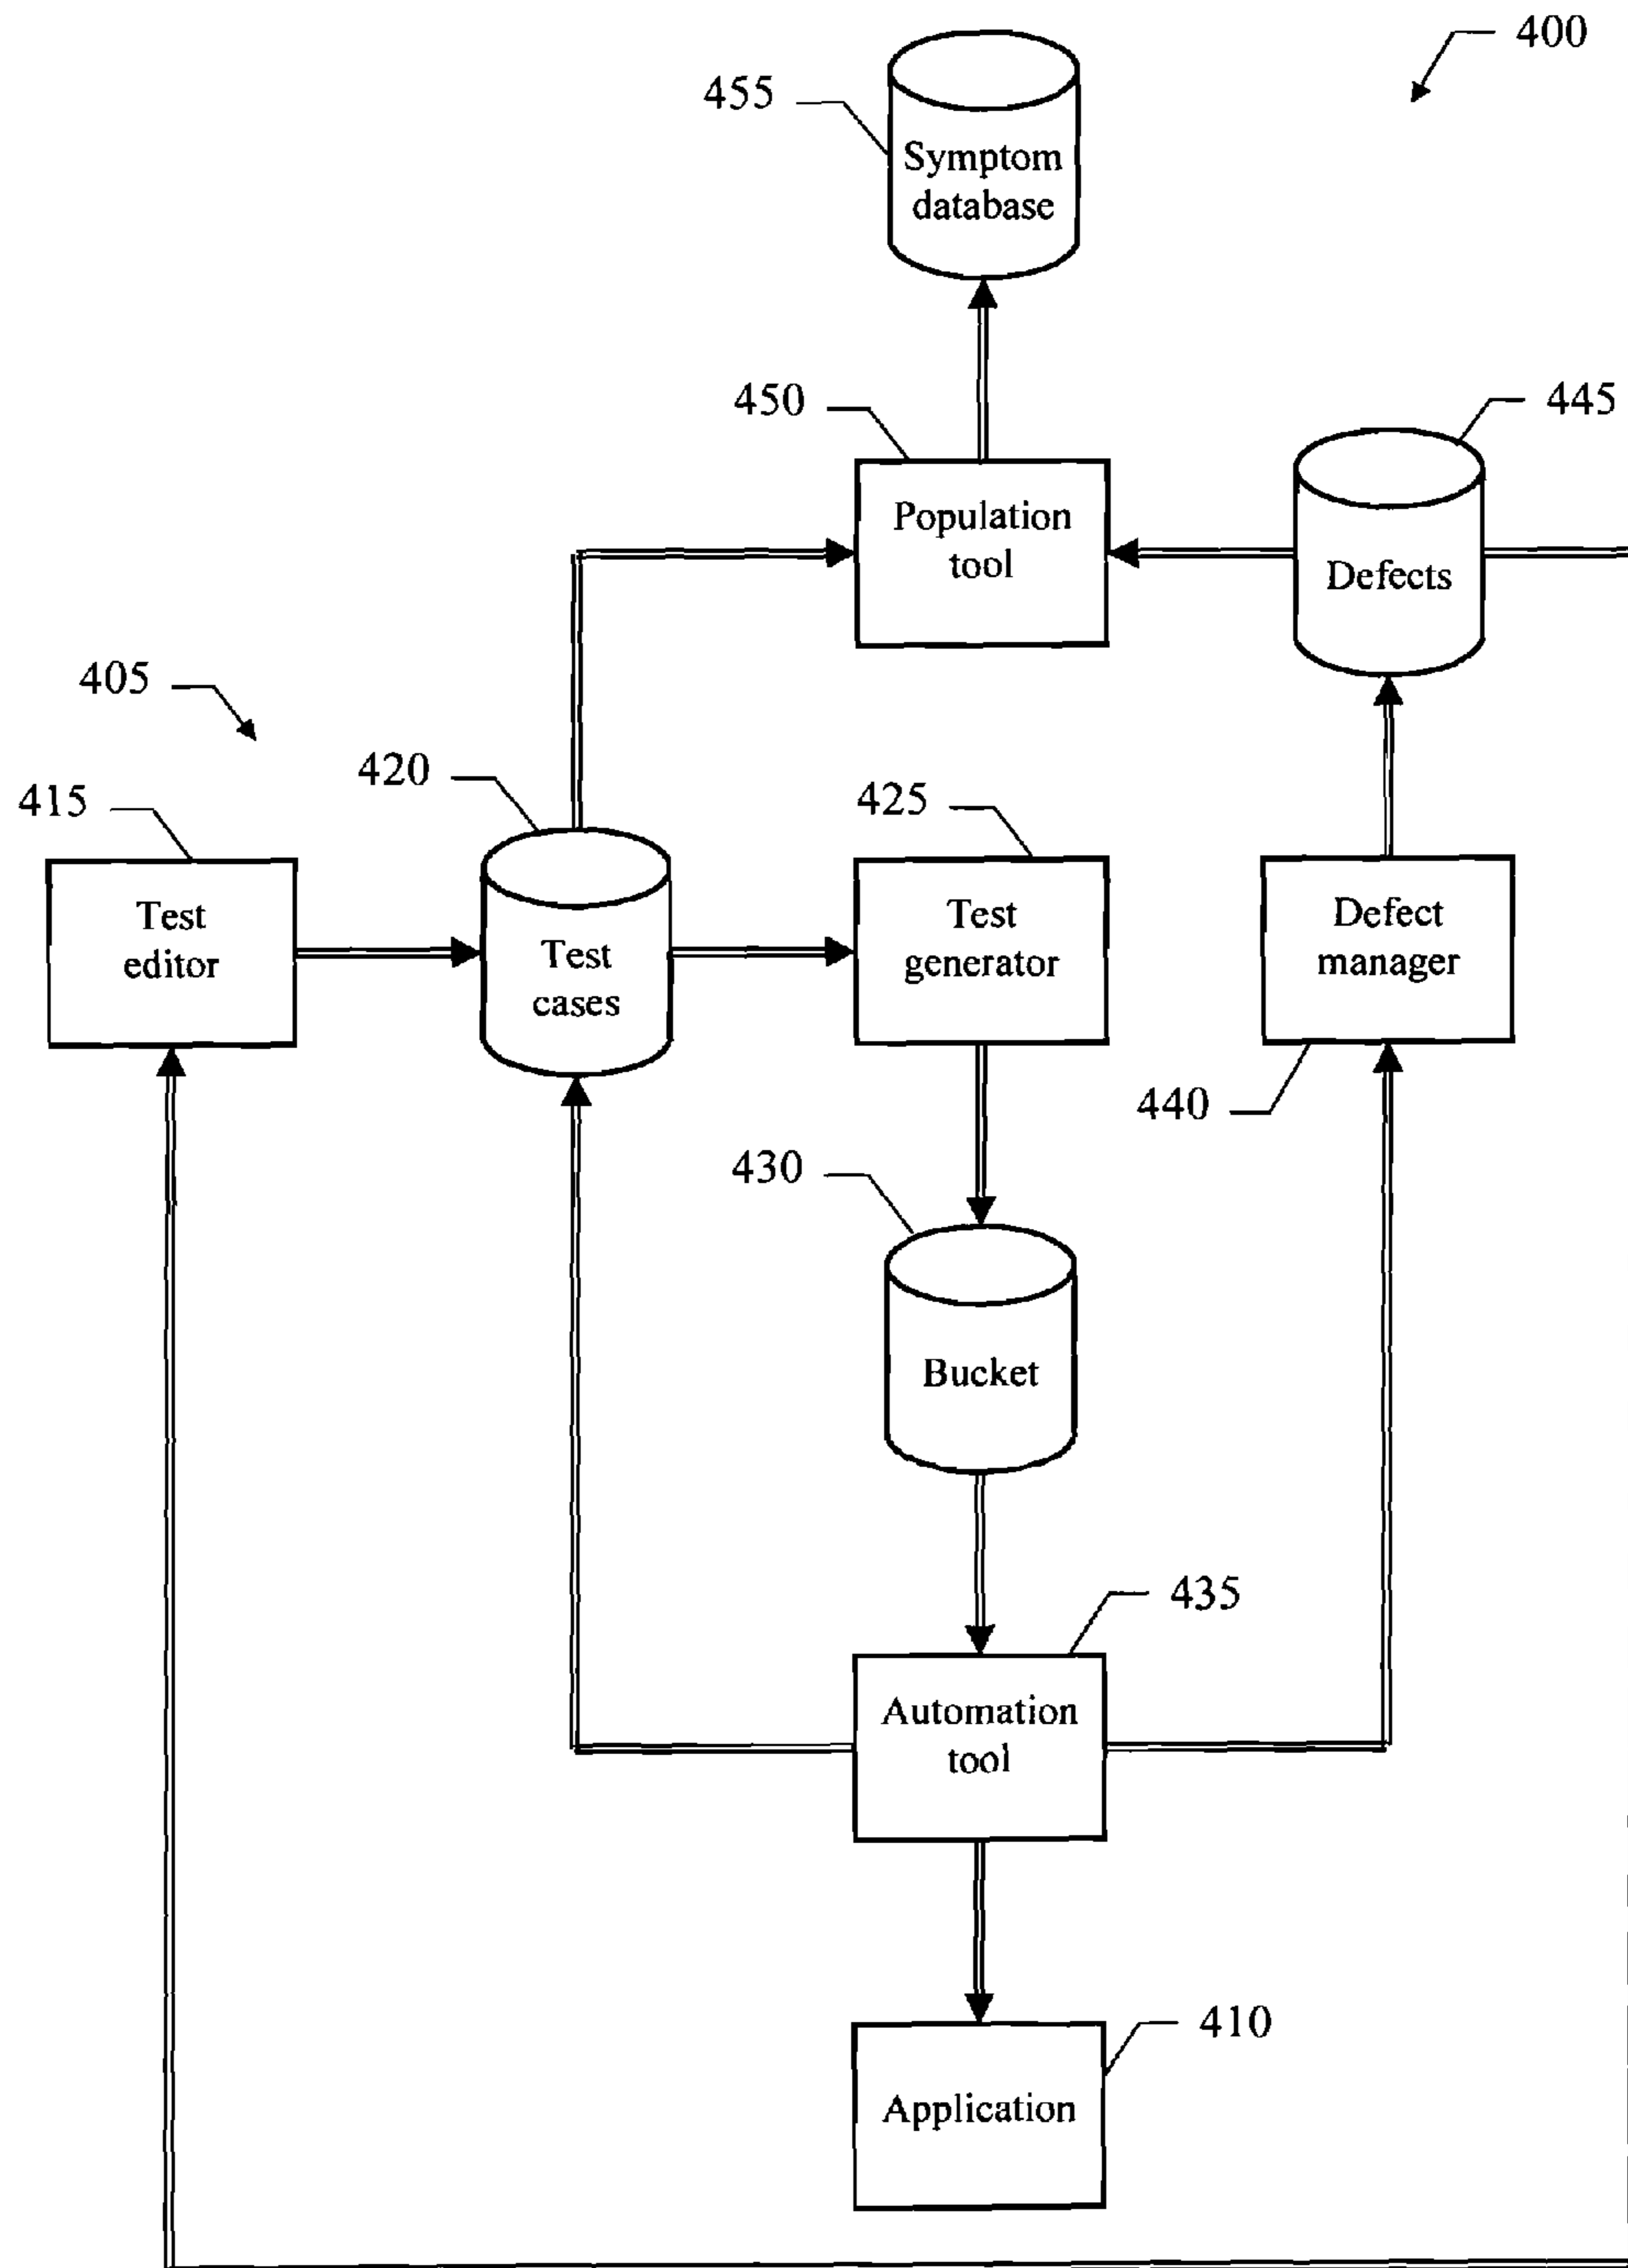 400
455
Symptom
database
450
445
Population
tool
Defects
405
420
415
425
Test
editor
Test
cases
Test
generator
Defect
manager
440
430
Bucket
435
Automation
tool
410
Application